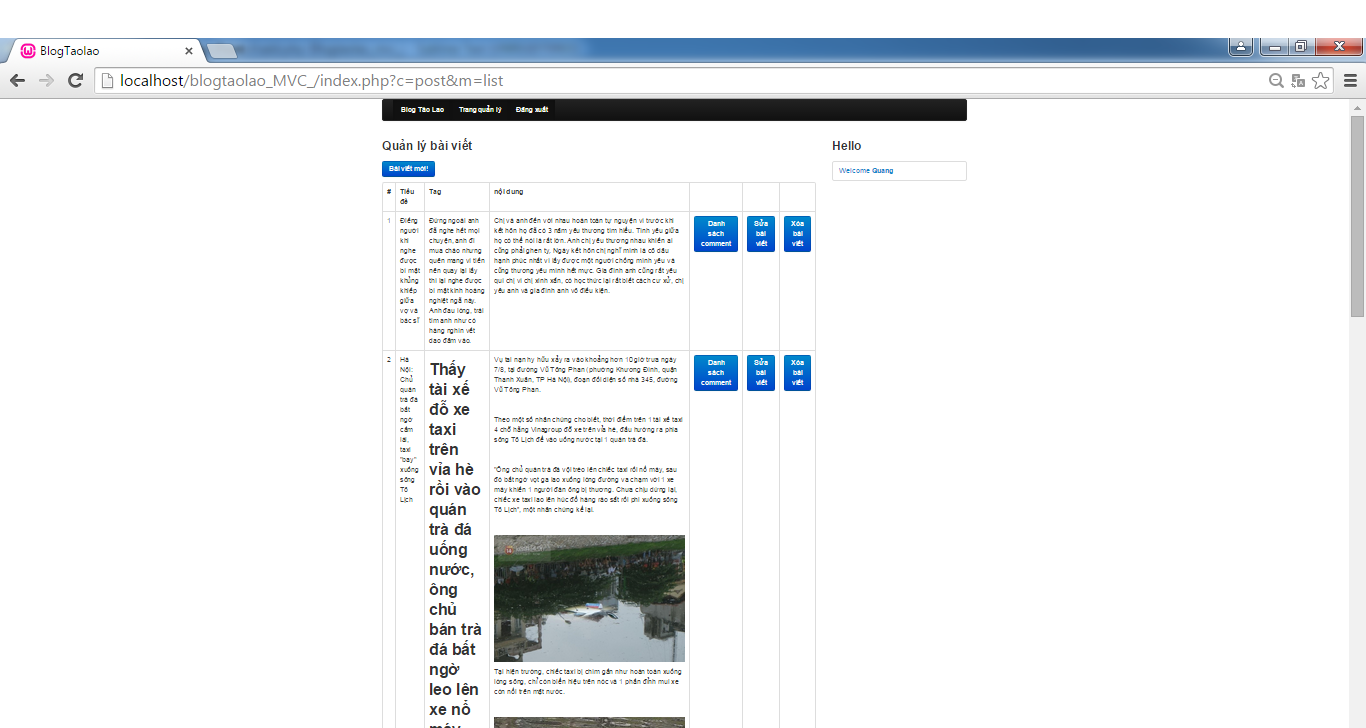 BlogTaolao
localhost/blogtaolao_MVC_/index.php?c=post&m=list
Blog Tào Lao Trang quản lý Đăng xuất
Quản lý bài viết
Hello
Bài viết mới!
Welcome Quang
# Tiêu đề Tag nội dung
1
Điếng
người
khi
nghe
được
bí mật
khủng
khiếp
giữa
vợ và
bác sĩ
Đứng ngoài anh
đã nghe hết mọi
chuyện, anh đi
mua cháo nhưng
quên mang ví tiền
nên quay lại lấy
thì lại nghe được
bí mật kinh hoàng
nghiệt ngã này.
Anh đau lòng, trái
tim anh như có
hàng nghìn vết
dao đâm vào.
Chị và anh đến với nhau hoàn toàn tự nguyện vì trước khi
kết hôn họ đã có 3 năm yêu thương tìm hiểu. Tình yêu giữa
họ có thể nói là rất lớn. Anh chị yêu thương nhau khiến ai
cũng phải ghen tỵ. Ngày kết hôn chị nghĩ mình là cô dâu
hạnh phúc nhất vì lấy được một người chồng mình yêu và
cũng thương yêu mình hết mực. Gia đình anh cũng rất yêu
quí chị vì chị xinh xắn, có học thức lại rất biết cách cư xử, chị
yêu anh và gia đình anh vô điều kiện.
Danh
sách
comment
Sửa
bài
viết
Xóa
bài
viết
2
Hà
Nội:
Chủ
quán
trà đá
bất
ngờ
cầm
lái,
taxi
"bay"
xuống
sông
Tô
Lịch
Thấy
tài xế
đỗ xe
taxi
trên
vỉa hè
rồi vào
quán
trà đá
uống
nước,
ông
chủ
bán trà
đá bất
ngờ
leo lên
xe nổ
máy
Vụ tai nạn hy hữu xảy ra vào khoảng hơn 10 giờ trưa ngày
7/8, tại đường Vũ Tông Phan (phường Khương Đình, quận
Thanh Xuân, TP Hà Nội), đoạn đối diện số nhà 345, đường
Vũ Tông Phan.
Theo một số nhân chứng cho biết, thời điểm trên 1 tài xế taxi
4 chỗ hãng Vinagroup đỗ xe trên vỉa hè, đầu hướng ra phía
sông Tô Lịch để vào uống nước tại 1 quán trà đá.
"Ông chủ quán trà đá vội trèo lên chiếc taxi rồi nổ máy, sau
đó bất ngờ vọt ga lao xuống lòng đường va chạm với 1 xe
máy khiến 1 người đàn ông bị thương. Chưa chịu dừng lại,
chiếc xe taxi lao lên húc đổ hàng rào sắt rồi phi xuống sông
Tô Lịch", một nhân chứng kể lại.
Tại hiện trường, chiếc taxi bị chìm gần như hoàn toàn xuống
lòng sông, chỉ còn biển hiệu trên nóc và 1 phần đỉnh mui xe
còn nổi trên mặt nước.
Danh
sách
comment
Sửa
bài
viết
Xóa
bài
viết